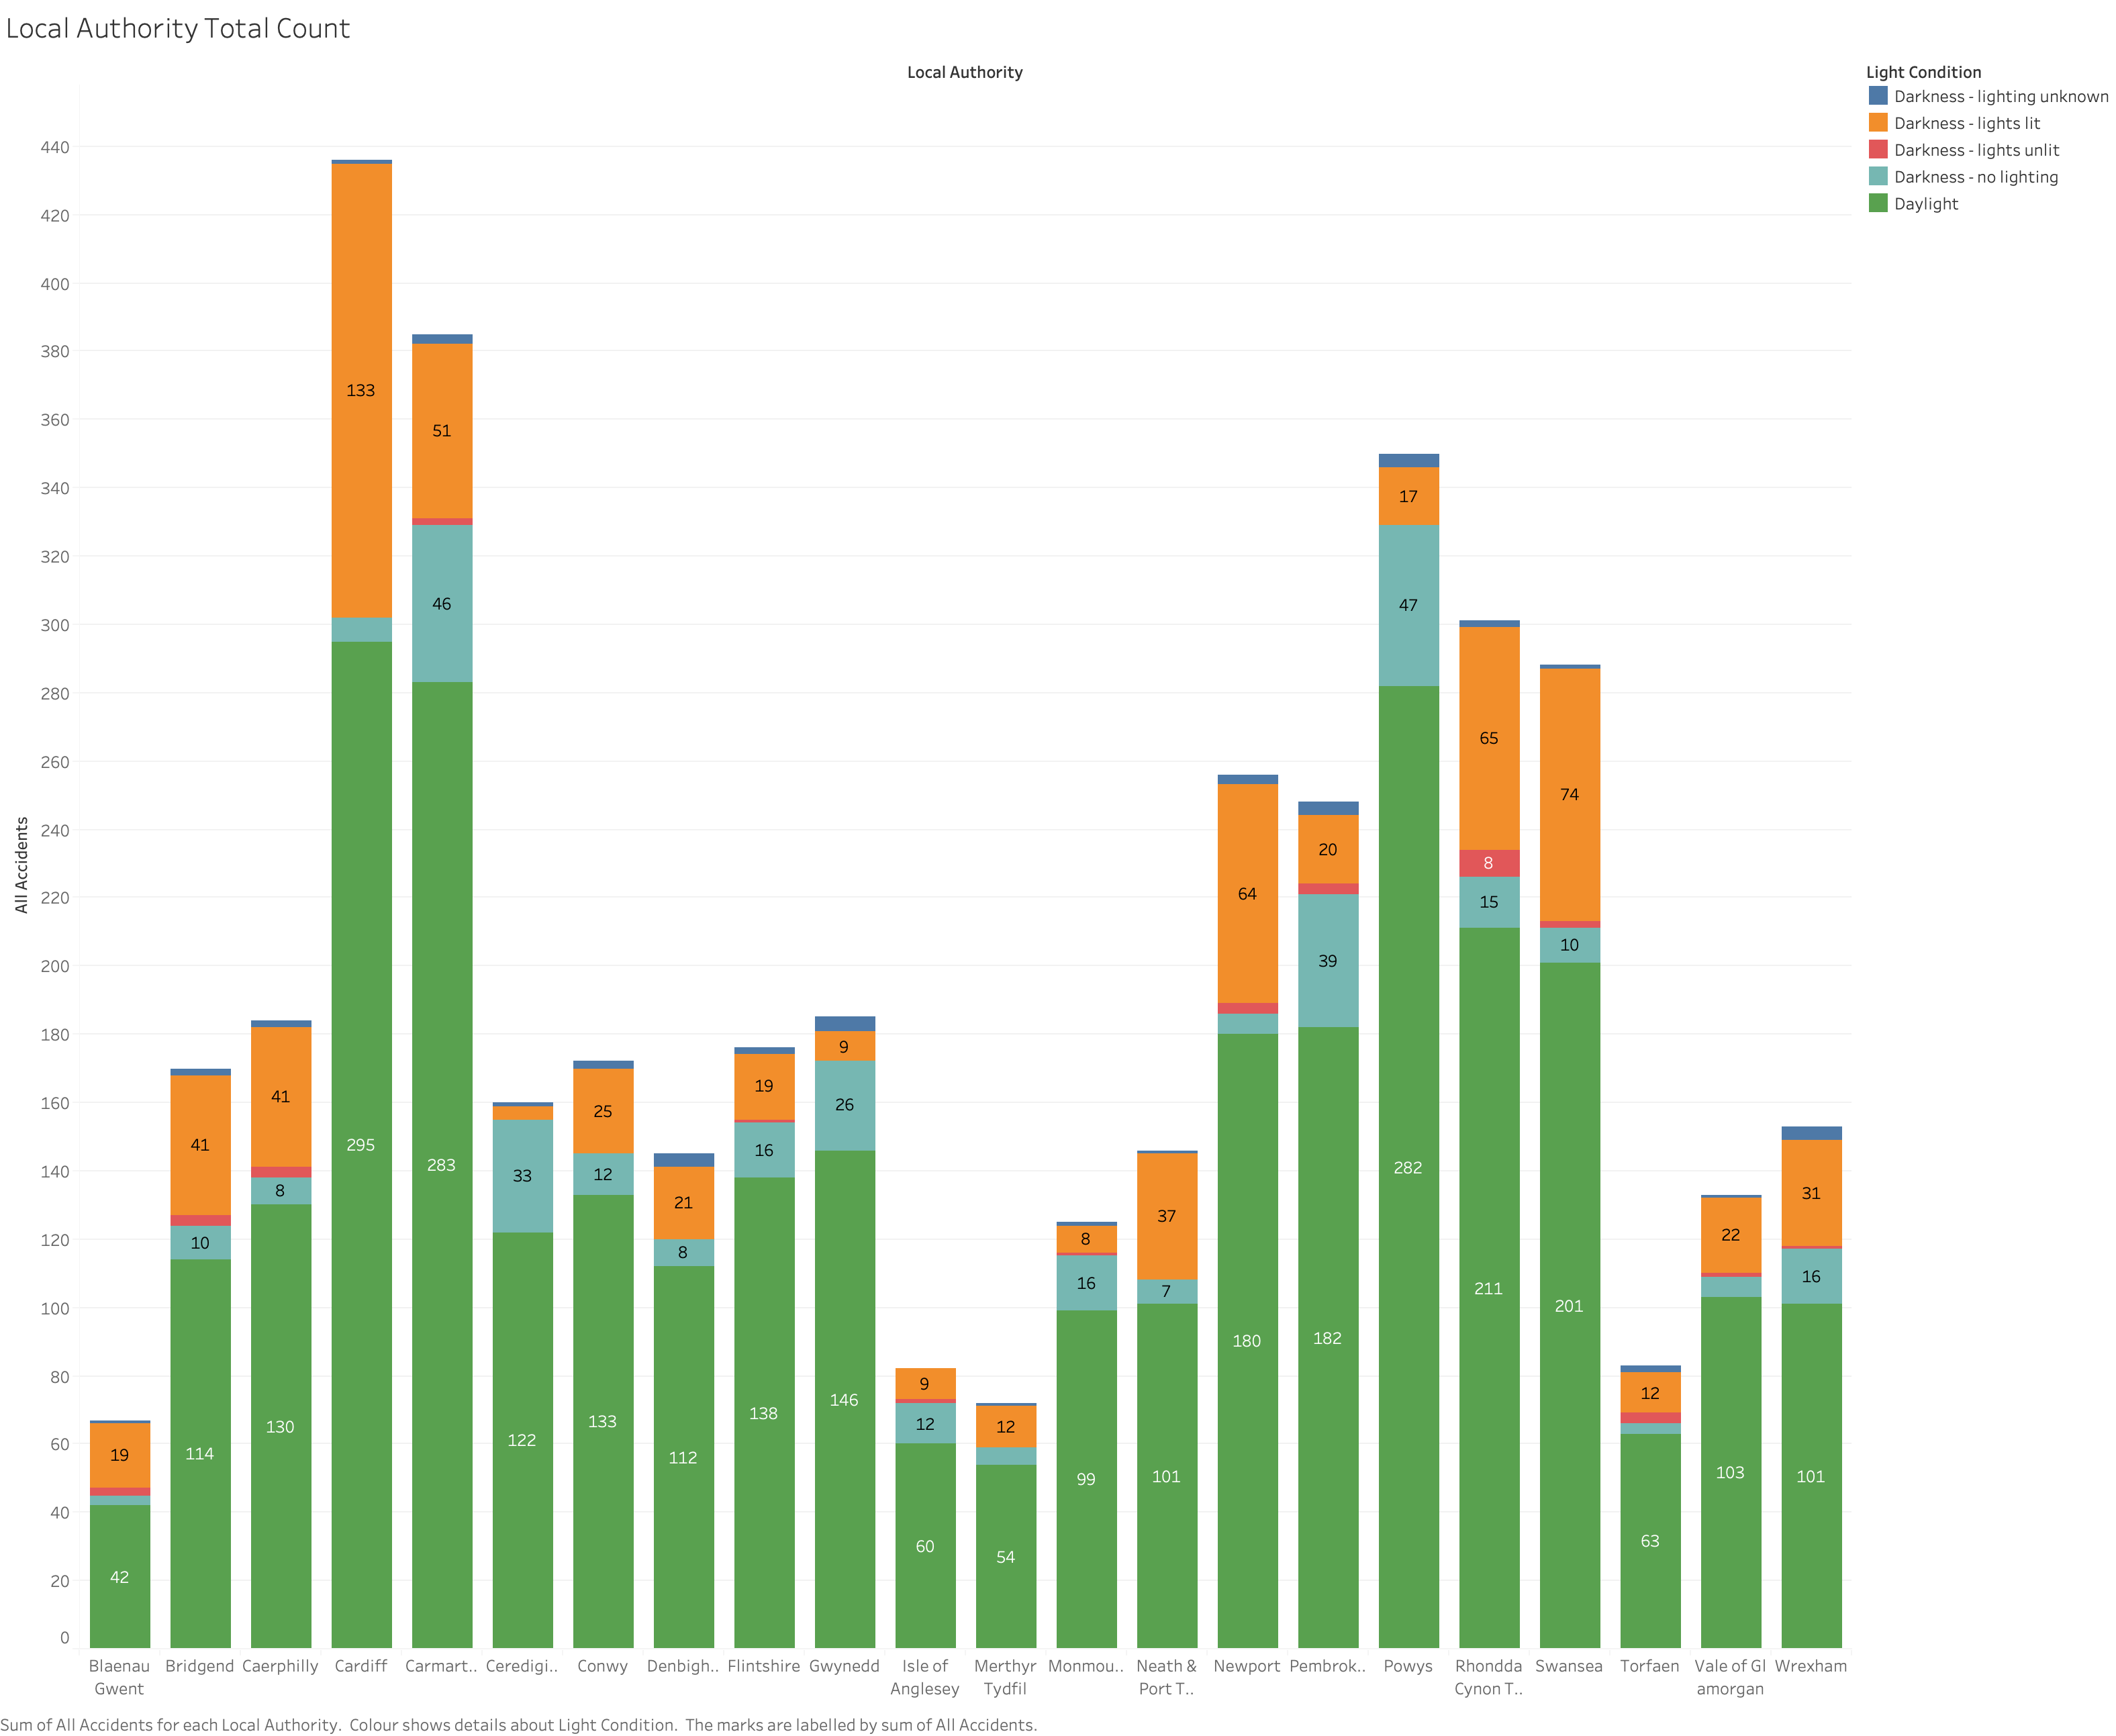 Local Authority Total Count
Local Authority
Light Condition
Darkness - lighting unknown
Darkness - lights lit
Darkness - lights unlit
Darkness - no lighting
Daylight
All Accidents
440
420
400
380
360
340
320
300
280
260
240
220
200
180
160
140
120
100
80
60
40
20
0
19
42
41
10
114
41
8
130
133
295
51
46
283
33
122
25
12
133
21
8
112
19
16
138
9
26
146
9
12
60
12
54
8
16
99
37
7
101
64
180
20
39
182
17
47
282
65
8
15
211
74
10
201
12
63
22
103
31
16
101
Blaenau
Gwent
Bridgend
Caerphilly
Cardiff
Carmart..
Ceredigi..
Conwy
Denbigh..
Flintshire
Gwynedd
Isle of
Anglesey
Merthyr
Tydfil
Monmou..
Neath &
Port T..
Newport
Pembrok..
Powys
Rhondda
Cynon T..
Swansea
Torfaen
Vale of Gl
amorgan
Wrexham
Sum of All Accidents for each Local Authority.  Colour shows details about Light Condition.  The marks are labelled by sum of All Accidents.